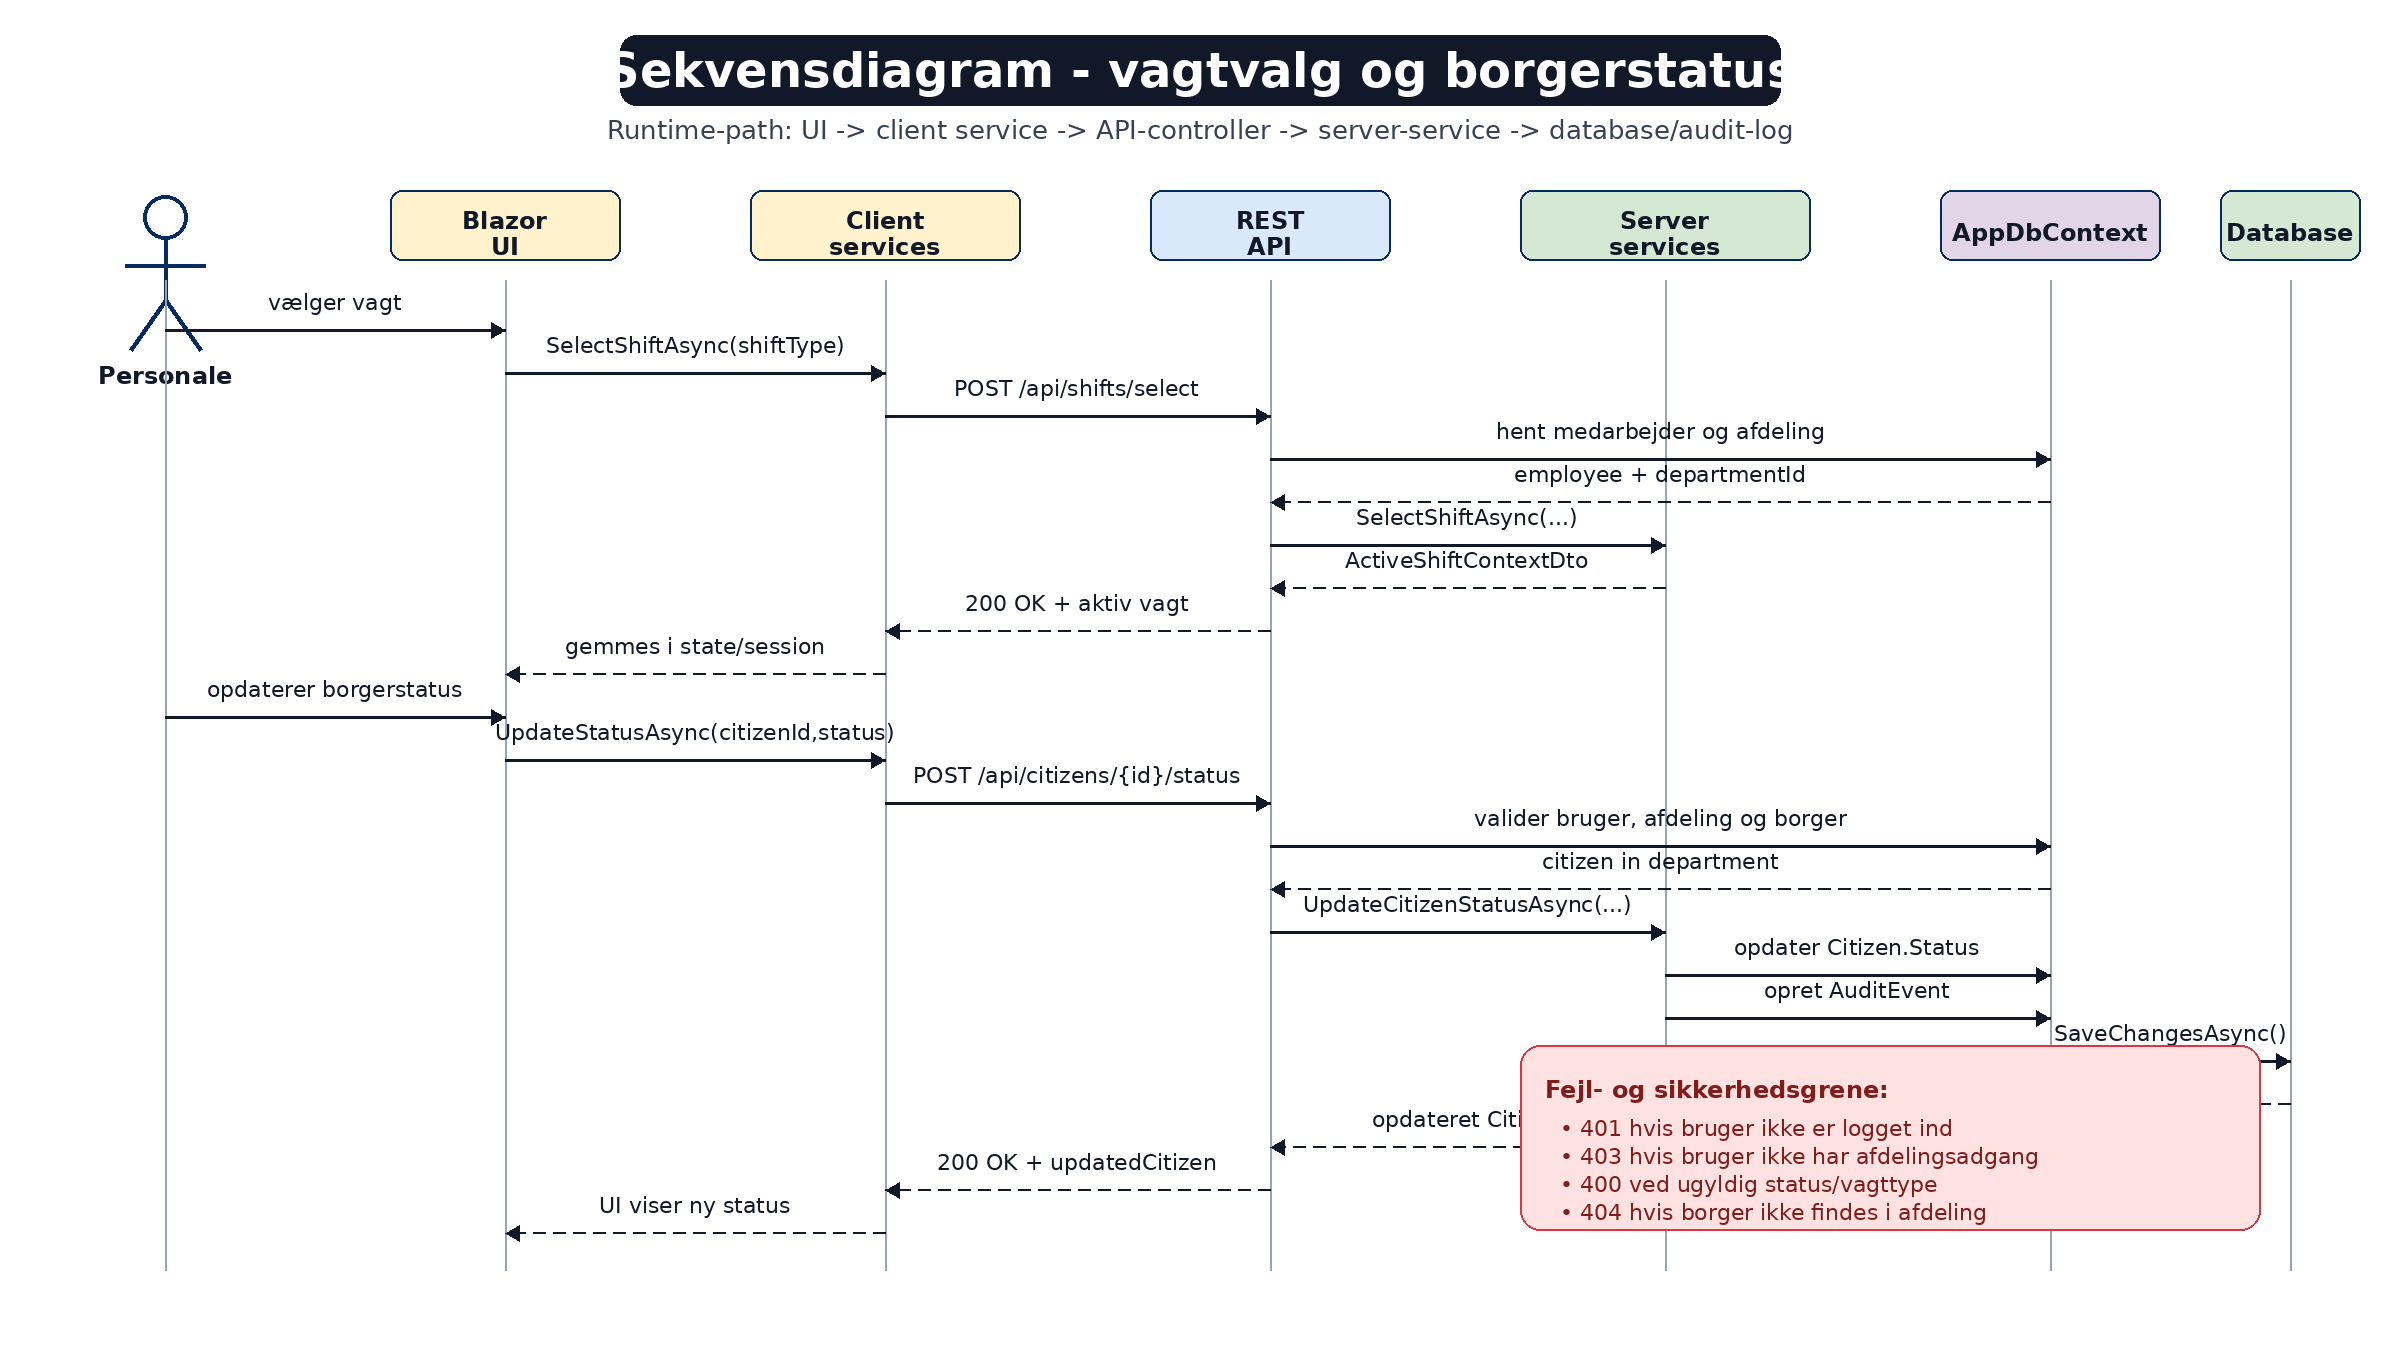 Sekvensdiagram - vagtvalg og borgerstatus
Runtime-path: UI -> client service -> API-controller -> server-service -> database/audit-log
Personale
Blazor
UI
Client
services
REST
API
Server
services
AppDbContext
Database
vælger vagt
SelectShiftAsync(shiftType)
POST /api/shifts/select
hent medarbejder og afdeling
employee + departmentId
SelectShiftAsync(...)
ActiveShiftContextDto
200 OK + aktiv vagt
gemmes i state/session
opdaterer borgerstatus
UpdateStatusAsync(citizenId,status)
POST /api/citizens/{id}/status
valider bruger, afdeling og borger
citizen in department
UpdateCitizenStatusAsync(...)
opdater Citizen.Status
opret AuditEvent
SaveChangesAsync()
opdateret
200 OK + updatedCitizen
UI viser ny status
Fejl- og sikkerhedsgrene:
• 401 hvis bruger ikke er logget ind
• 403 hvis bruger ikke har afdelingsadgang
• 400 ved ugyldig status/vagttype
• 404 hvis borger ikke findes i afdeling